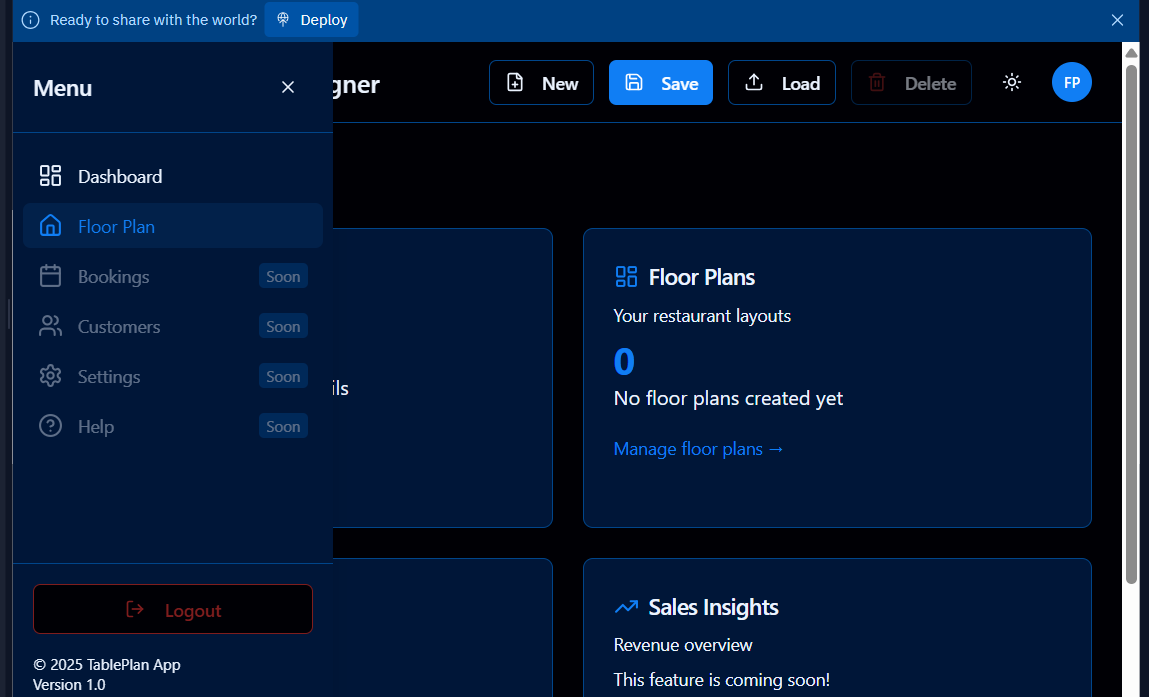 Ready to share with the world? Deploy
Menu
New
Save
Load
Delete
FP
Dashboard
Floor Plan
Bookings Soon
Customers Soon
Settings Soon
Help Soon
Logout
© 2025 TablePlan App
Version 1.0
Floor Plans
Your restaurant layouts
0
No floor plans created yet
Manage floor plans →
Sales Insights
Revenue overview
This feature is coming soon!